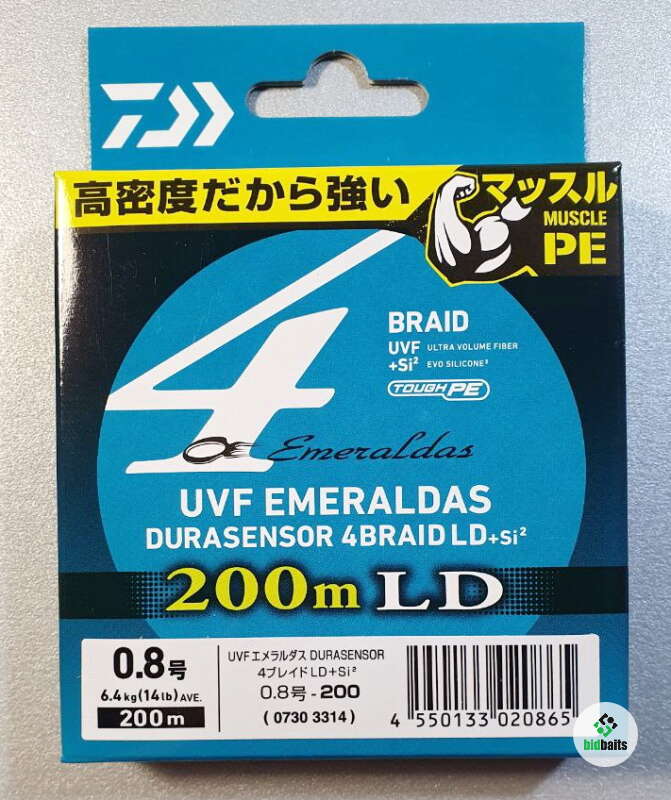 高密度だから強い
マッスル
MUSCLE
PE
4
BRAID
UVF ULTRA VOLUME FIBER
+Si² EVO SILICONE²
TOUGH PE
Emeraldas
UVF EMERALDAS
DURASENSOR 4BRAID LD+Si²
200m LD
0.8号
6.4kg(14lb)AVE.
200m
UVFエメラルダス DURASENSOR
4ブレイドLD+Si²
0.8号-200
(0730 3314)
4 550133 020865
bidbaits